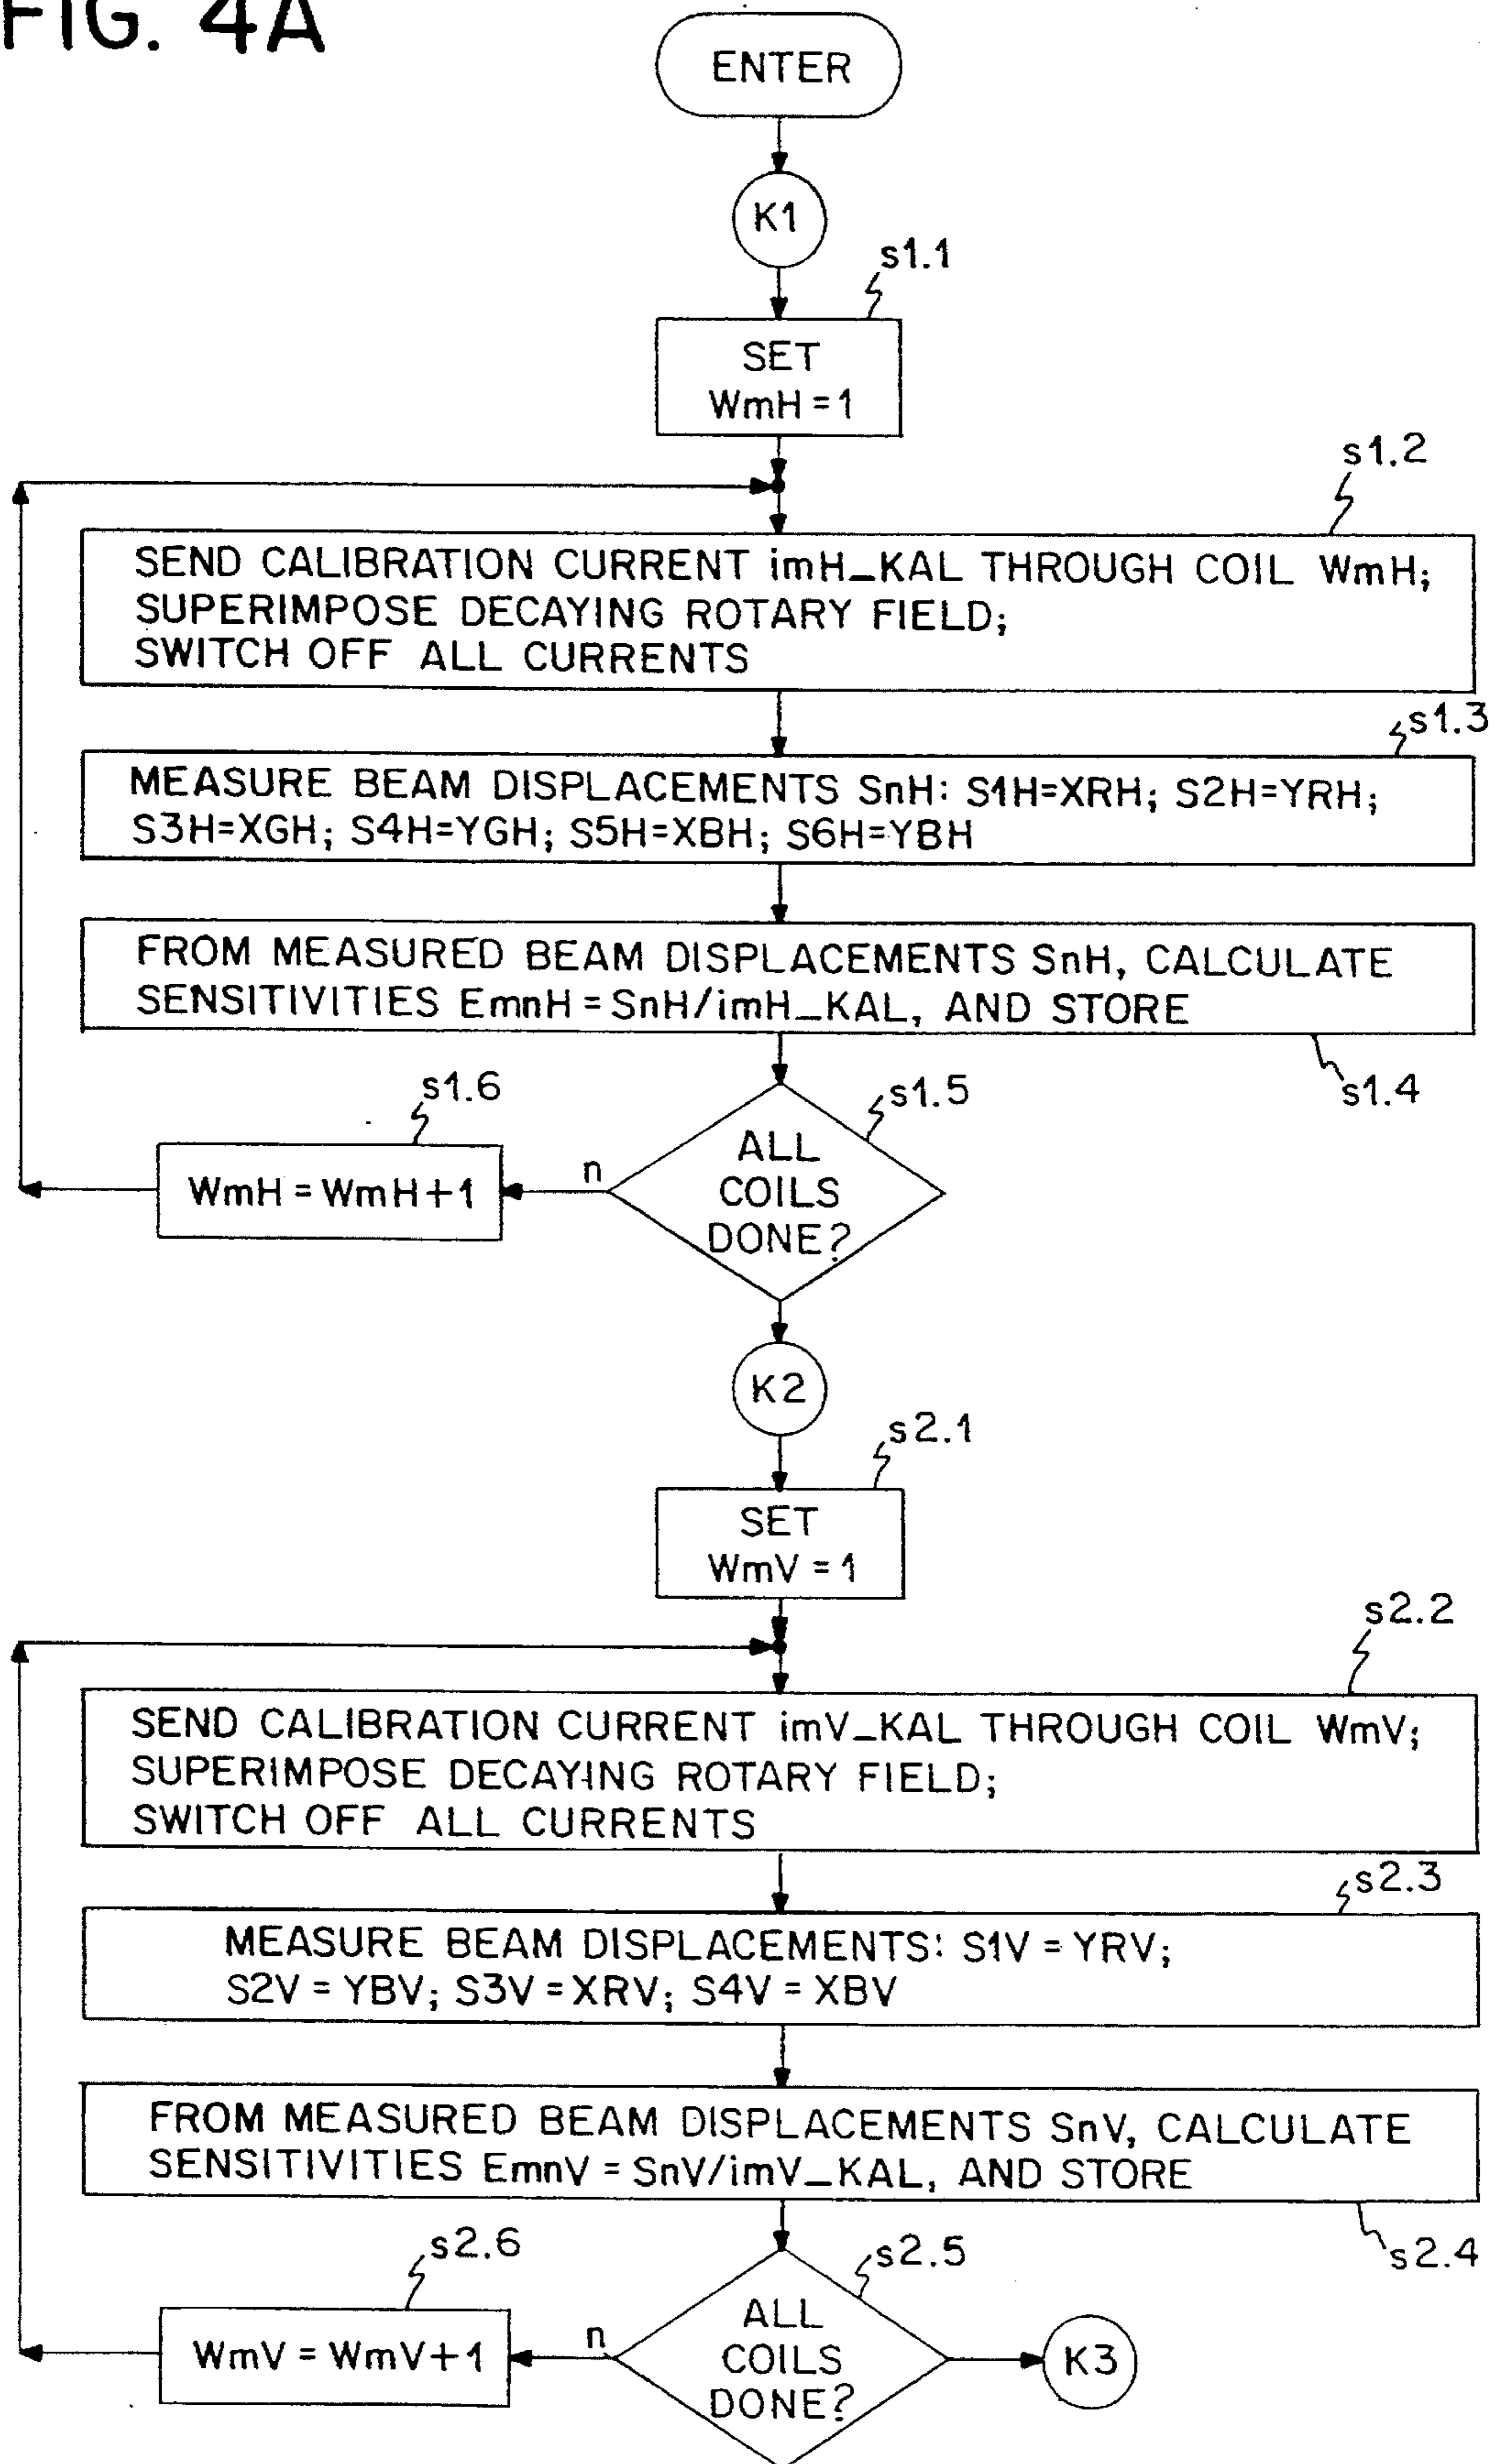 FIG. 4A
ENTER
K1
s1.1
SET
WmH = 1
s1.2
SEND CALIBRATION CURRENT imH_KAL THROUGH COIL WmH;
SUPERIMPOSE DECAYING ROTARY FIELD;
SWITCH OFF ALL CURRENTS
s1.3
MEASURE BEAM DISPLACEMENTS SnH: S1H=XRH; S2H=YRH;
S3H=XGH; S4H=YGH; S5H=XBH; S6H=YBH
FROM MEASURED BEAM DISPLACEMENTS SnH, CALCULATE
SENSITIVITIES EmnH = SnH/imH_KAL, AND STORE
s1.4
s1.6
s1.5
WmH = WmH+1
n
ALL
COILS
DONE?
K2
s2.1
SET
WmV = 1
s2.2
SEND CALIBRATION CURRENT imV_KAL THROUGH COIL WmV;
SUPERIMPOSE DECAYING ROTARY FIELD;
SWITCH OFF ALL CURRENTS
s2.3
MEASURE BEAM DISPLACEMENTS: S1V = YRV;
S2V = YBV; S3V = XRV; S4V = XBV
FROM MEASURED BEAM DISPLACEMENTS SnV, CALCULATE
SENSITIVITIES EmnV = SnV/imV_KAL, AND STORE
s2.4
s2.6
s2.5
WmV = WmV+1
n
ALL
COILS
DONE?
K3